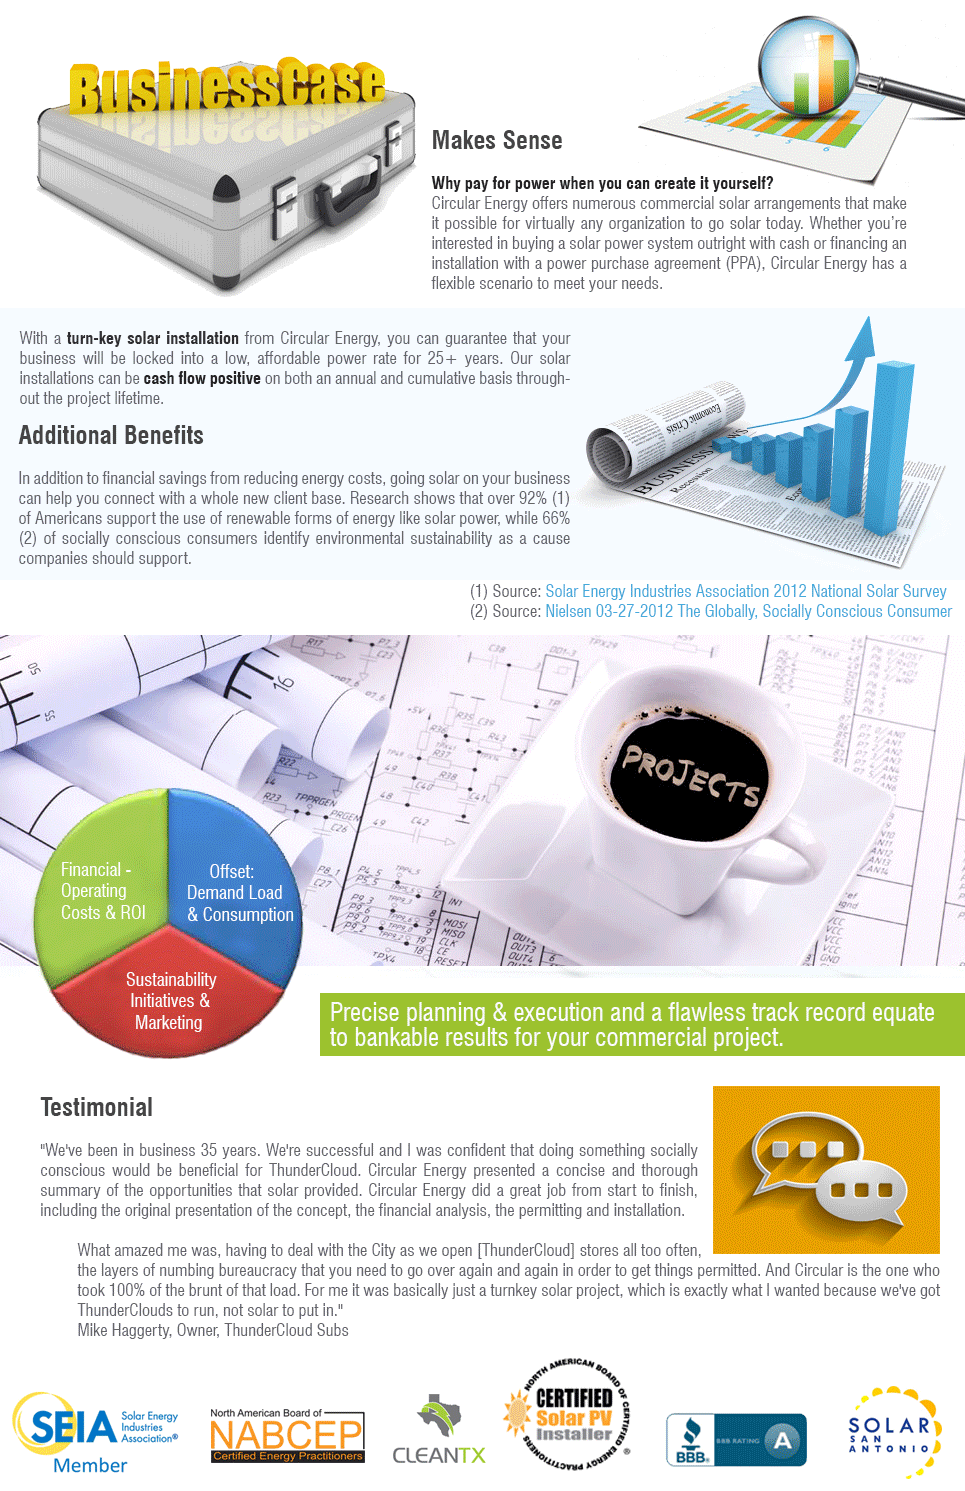 BusinessCase
Makes Sense
Why pay for power when you can create it yourself?
Circular Energy offers numerous commercial solar arrangements that make
it possible for virtually any organization to go solar today. Whether you're
interested in buying a solar power system outright with cash or financing an
installation with a power purchase agreement (PPA), Circular Energy has a
flexible scenario to meet your needs.
With a turn-key solar installation from Circular Energy, you can guarantee that your
business will be locked into a low, affordable power rate for 25+ years. Our solar
installations can be cash flow positive on both an annual and cumulative basis through-
out the project lifetime.
Additional Benefits
In addition to financial savings from reducing energy costs, going solar on your business
can help you connect with a whole new client base. Research shows that over 92% (1)
of Americans support the use of renewable forms of energy like solar power, while 66%
(2) of socially conscious consumers identify environmental sustainability as a cause
companies should support.
Economic Crisis
BUSINESS NEWS
Recession
(1) Source: Solar Energy Industries Association 2012 National Solar Survey
(2) Source: Nielsen 03-27-2012 The Globally, Socially Conscious Consumer
PROJECTS
Financial -
Operating
Costs & ROI
Offset:
Demand Load
& Consumption
Sustainability
Initiatives &
Marketing
Precise planning & execution and a flawless track record equate
to bankable results for your commercial project.
Testimonial
"We've been in business 35 years. We're successful and I was confident that doing something socially
conscious would be beneficial for ThunderCloud. Circular Energy presented a concise and thorough
summary of the opportunities that solar provided. Circular Energy did a great job from start to finish,
including the original presentation of the concept, the financial analysis, the permitting and installation.
What amazed me was, having to deal with the City as we open [ThunderCloud] stores all too often,
the layers of numbing bureaucracy that you need to go over again and again in order to get things permitted. And Circular is the one who
took 100% of the brunt of that load. For me it was basically just a turnkey solar project, which is exactly what I wanted because we've got
ThunderClouds to run, not solar to put in."
Mike Haggerty, Owner, ThunderCloud Subs
SEIA Solar Energy
Industries
Association®
Member
North American Board of
NABCEP
Certified Energy Practitioners
CLEANTX
NORTH AMERICAN BOARD OF CERTIFIED ENERGY PRACTITIONERS
CERTIFIED
Solar PV
Installer
®
BBB
BBB RATING A
SOLAR
SAN
ANTONIO